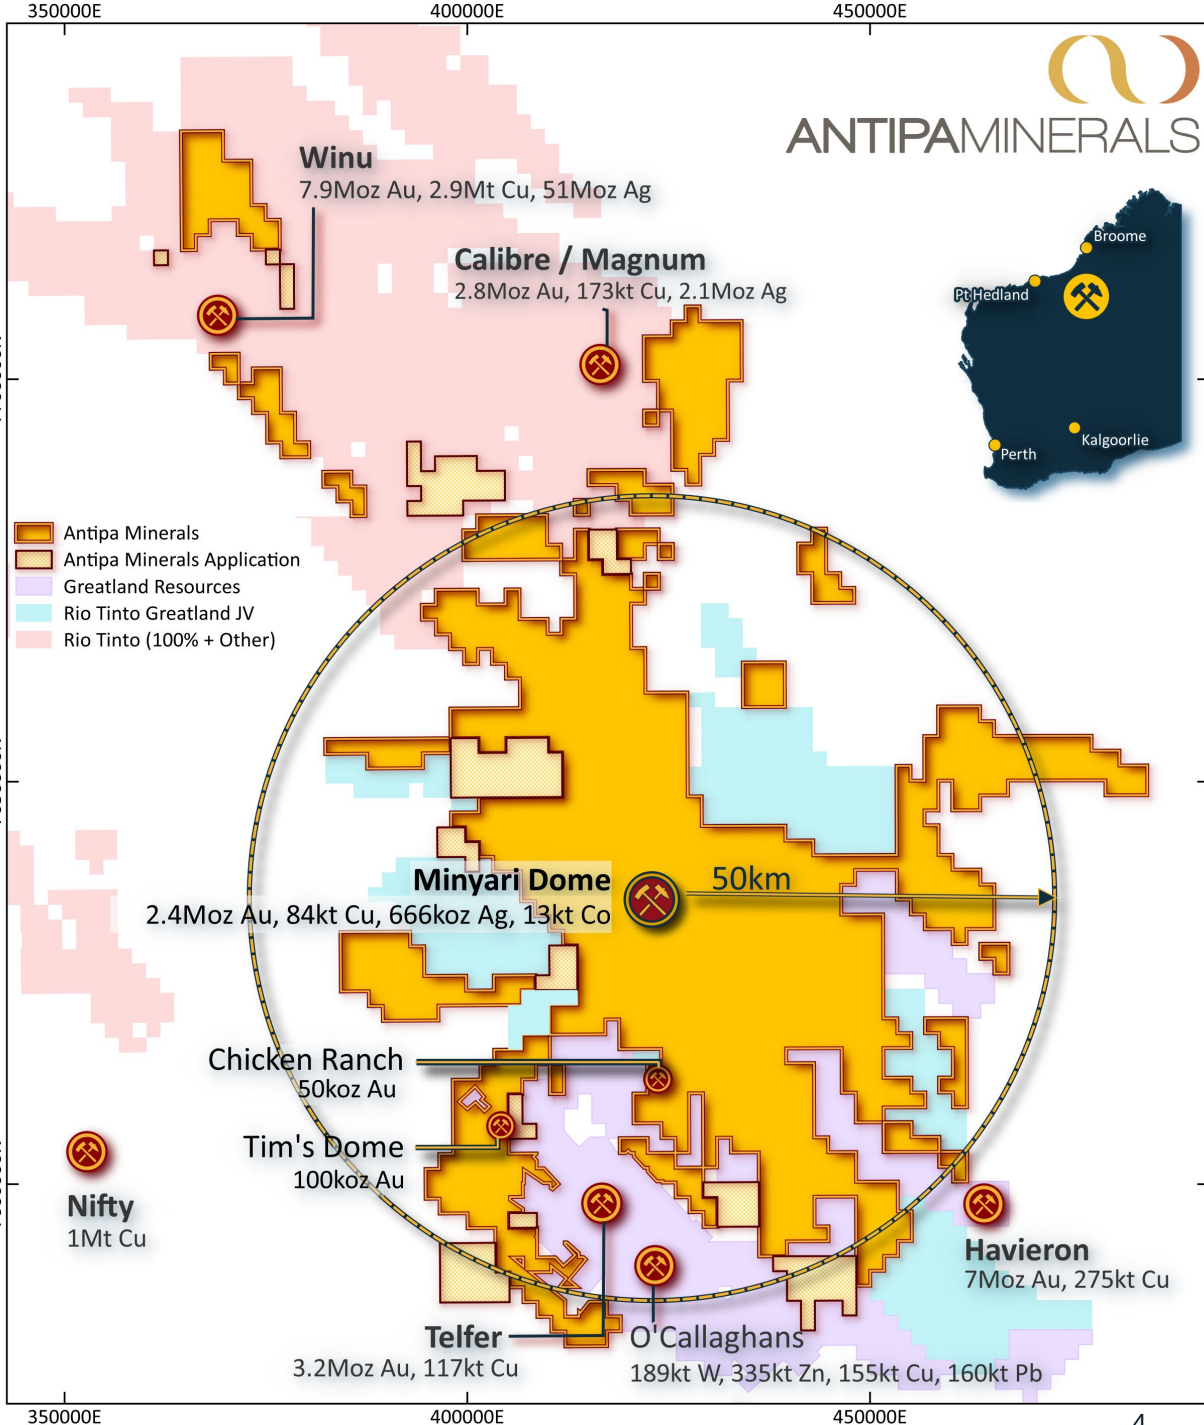 350000E
400000E
450000E
ANTIPAMINERALS
Winu
7.9Moz Au, 2.9Mt Cu, 51Moz Ag
Calibre / Magnum
2.8Moz Au, 173kt Cu, 2.1Moz Ag
Broome
Pt Hedland
Kalgoorlie
Perth
Antipa Minerals
Antipa Minerals Application
Greatland Resources
Rio Tinto Greatland JV
Rio Tinto (100% + Other)
Minyari Dome
2.4Moz Au, 84kt Cu, 666koz Ag, 13kt Co
50km
Chicken Ranch
50koz Au
Tim's Dome
100koz Au
Nifty
1Mt Cu
Havieron
7Moz Au, 275kt Cu
Telfer
3.2Moz Au, 117kt Cu
O'Callaghans
189kt W, 335kt Zn, 155kt Cu, 160kt Pb
350000E
400000E
450000E